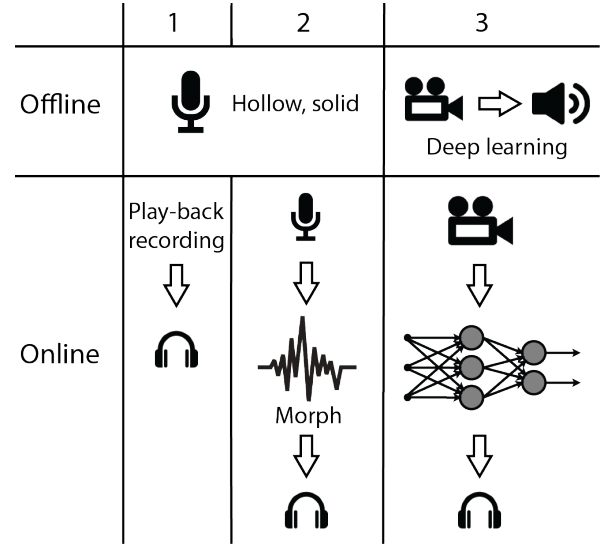 1 2 3
Offline
Hollow, solid
Deep learning
Play-back
recording
Online
Morph